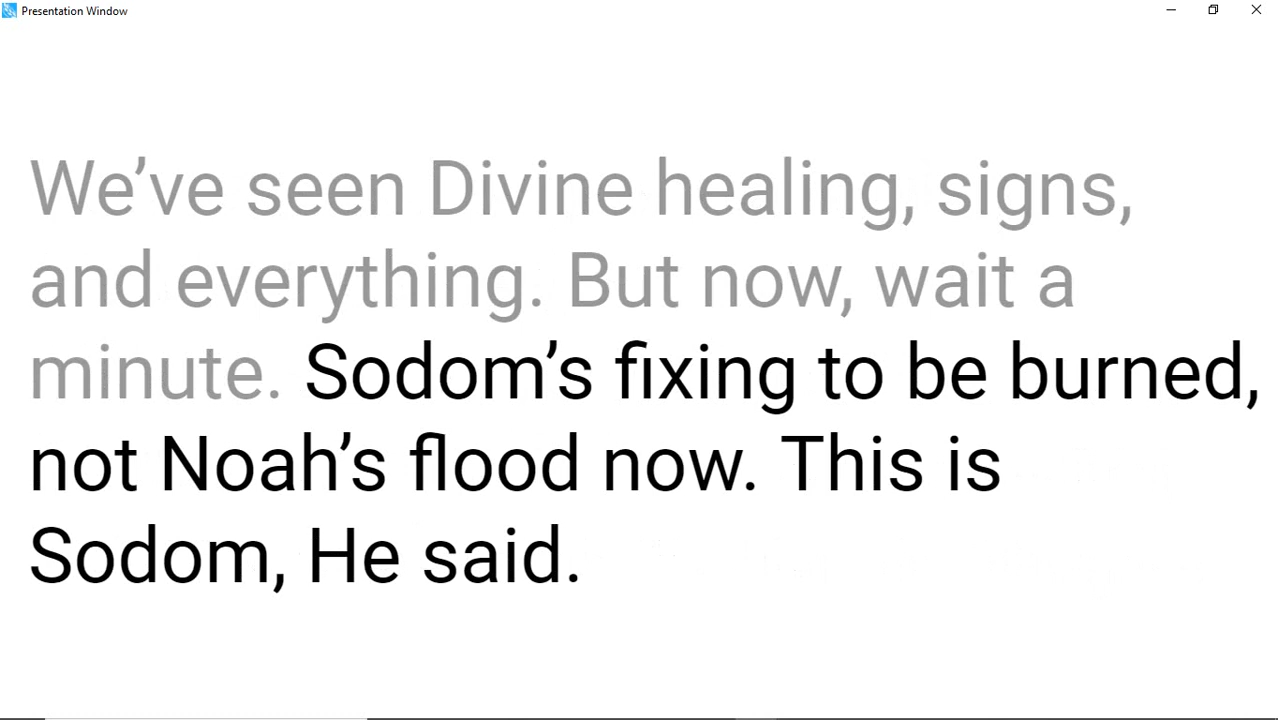 Presentation Window
We’ve seen Divine healing, signs,
and everything. But now, wait a
minute. Sodom’s fixing to be burned,
not Noah’s flood now. This is
Sodom, He said.